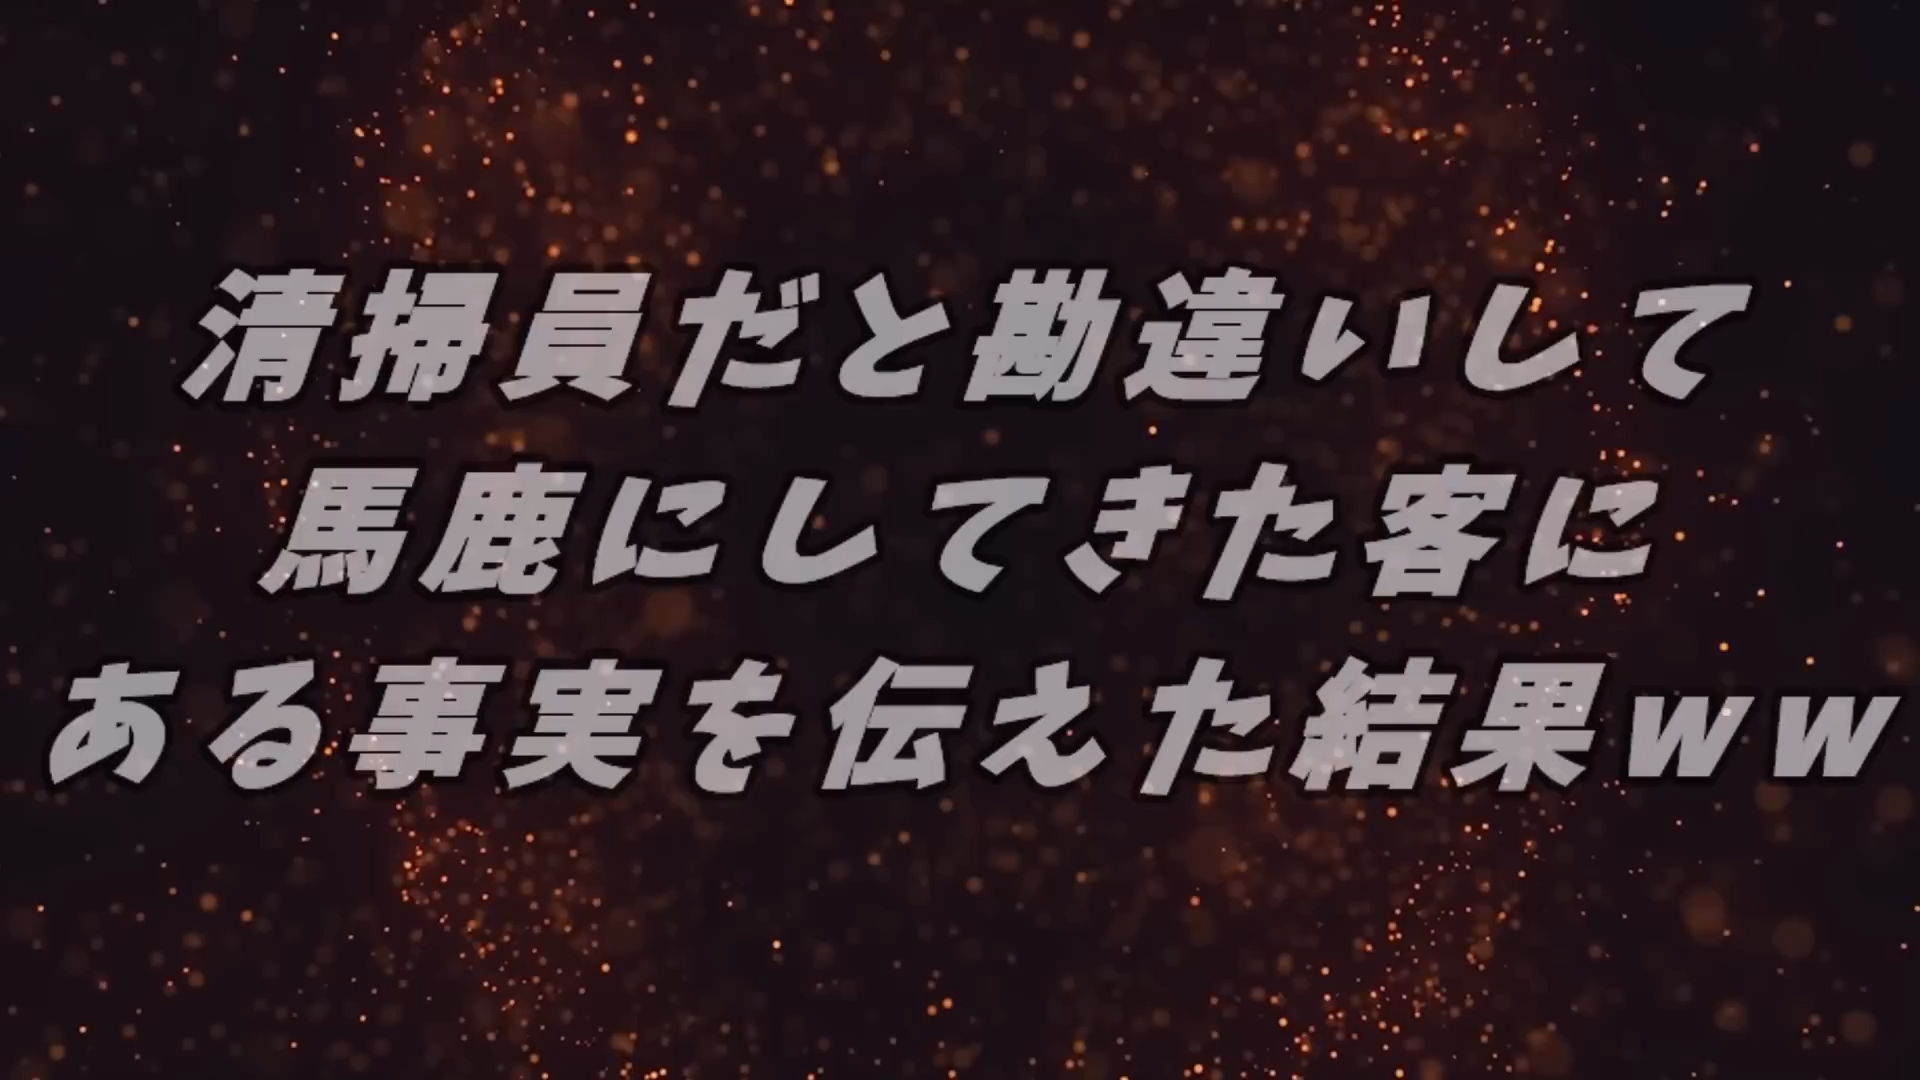 清掃員だと勘違いして
馬鹿にしてきた客に
ある事実を伝えた結果ww